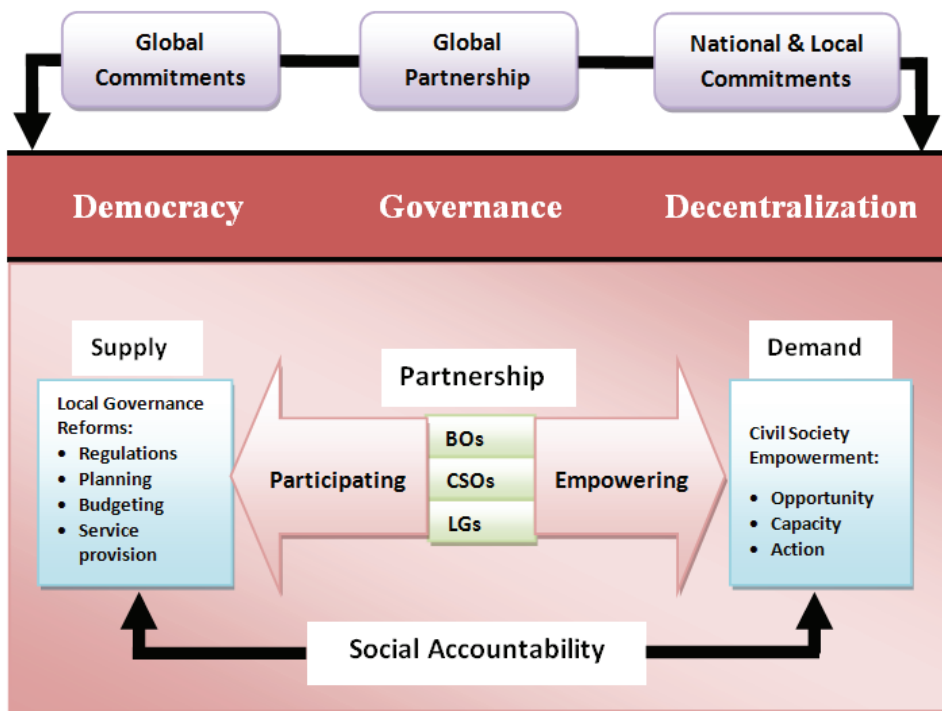 Global
Commitments
Global
Partnership
National & Local
Commitments
Democracy
Governance
Decentralization
Supply
Local Governance
Reforms:
• Regulations
• Planning
• Budgeting
• Service
provision
Partnership
Participating
BOs
CSOs
LGs
Empowering
Demand
Civil Society
Empowerment:
• Opportunity
• Capacity
• Action
Social Accountability